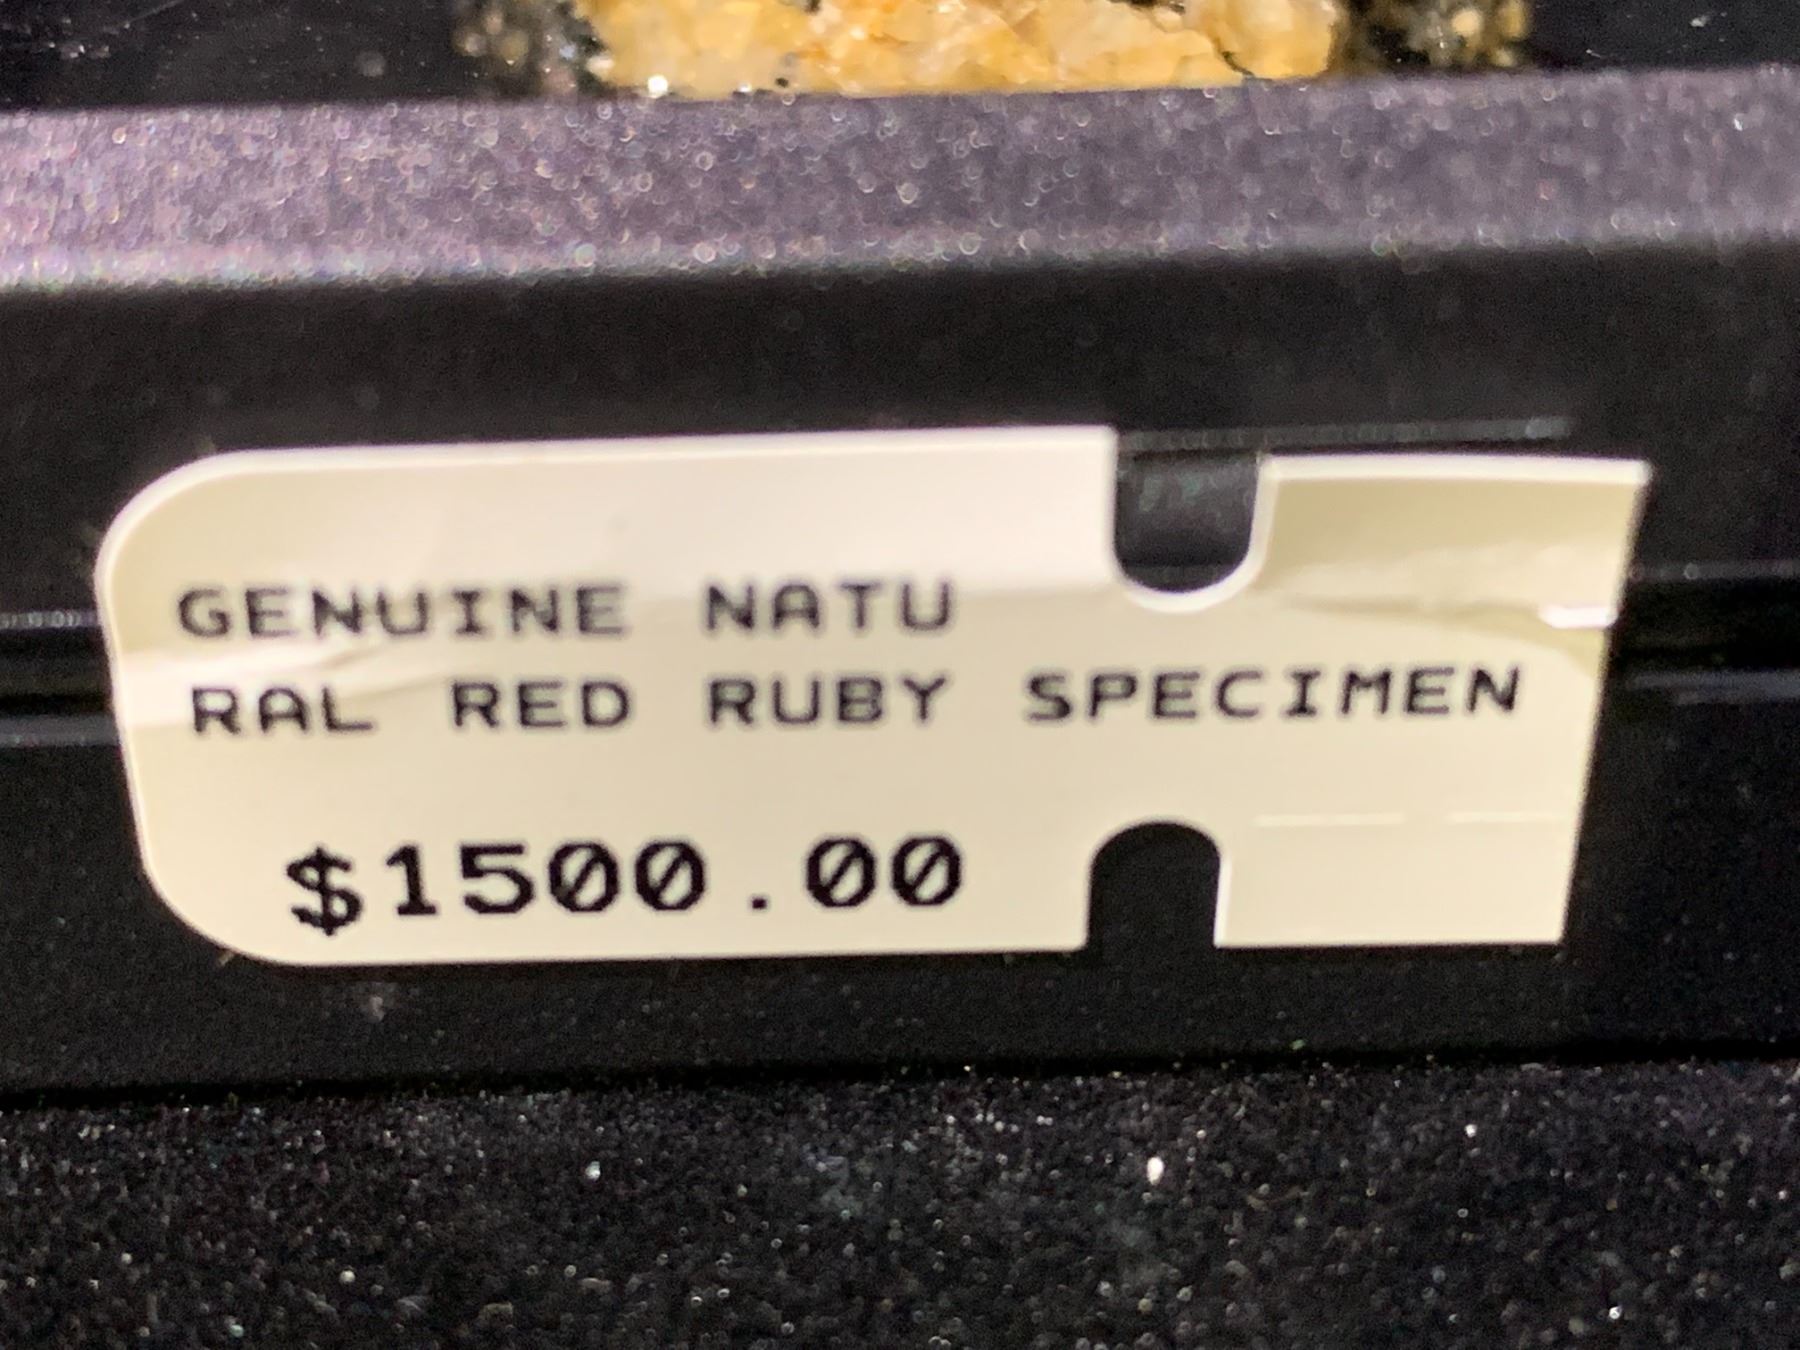 GENUINE NATU
RAL RED RUBY SPECIMEN
$1500.00